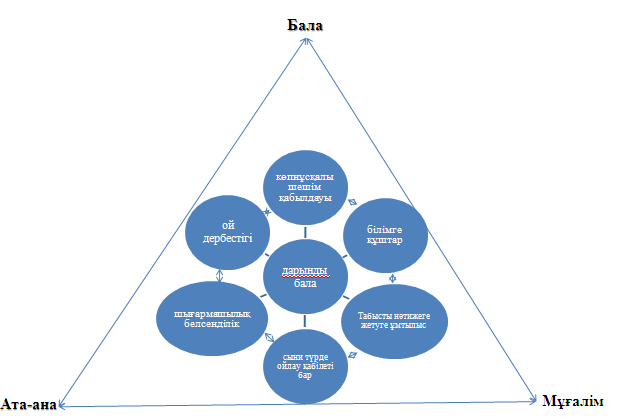 Бала
көпнұсқалы
шешім
қабылдауы
ой
дербестігі
білімге
құштар
дарынды
бала
шығармашылық
белсенділік
Табысты нәтижеге
жетуге ұмтылыс
сыни түрде
ойлау қабілеті
бар
Ата-ана
Мұғалім